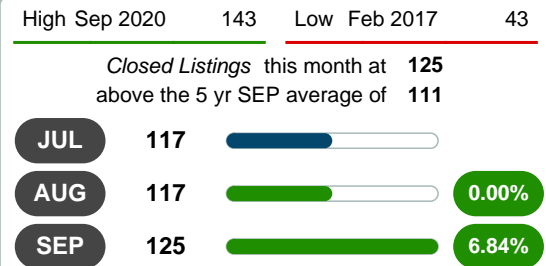 High Sep 2020 143 Low Feb 2017 43
Closed Listings this month at 125
above the 5 yr SEP average of 111
JUL 117
AUG 117 0.00%
SEP 125 6.84%